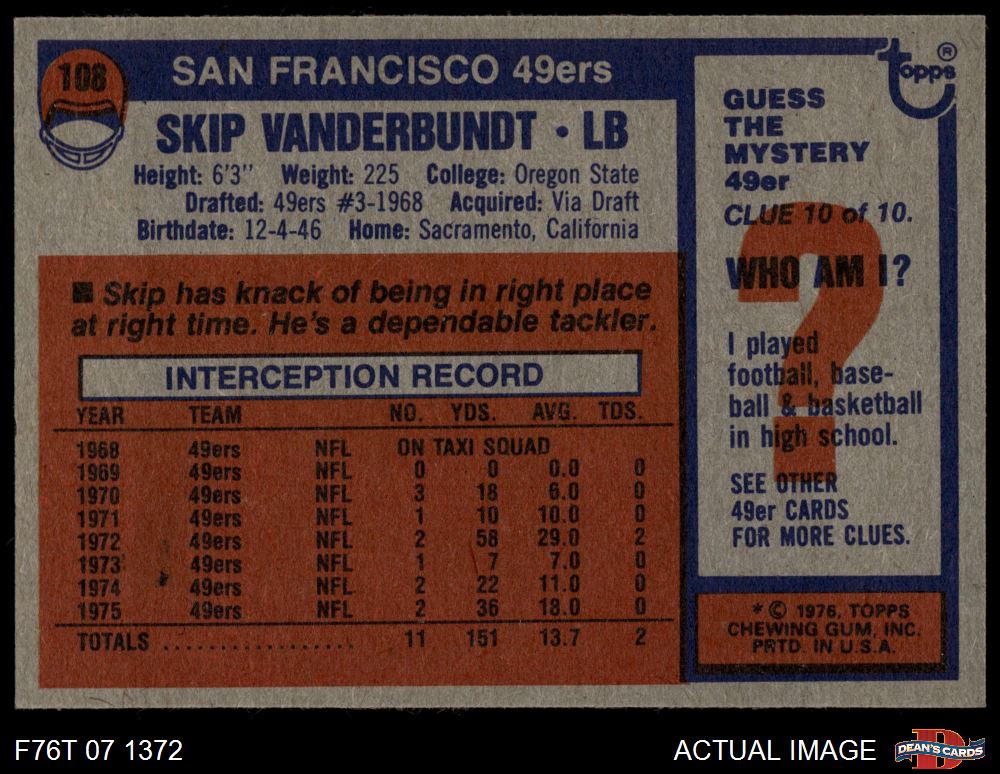 108
SAN FRANCISCO 49ers
SKIP VANDERBUNDT • LB
Height: 6'3" Weight: 225 College: Oregon State
Drafted: 49ers #3-1968 Acquired: Via Draft
Birthdate: 12-4-46 Home: Sacramento, California
■ Skip has knack of being in right place
at right time. He's a dependable tackler.
INTERCEPTION RECORD
YEAR TEAM NO. YDS. AVG. TDS.
1968 49ers NFL ON TAXI SQUAD
1969 49ers NFL 0 0 0.0 0
1970 49ers NFL 3 18 6.0 0
1971 49ers NFL 1 10 10.0 0
1972 49ers NFL 2 58 29.0 2
1973 49ers NFL 1 7 7.0 0
1974 49ers NFL 2 22 11.0 0
1975 49ers NFL 2 36 18.0 0
TOTALS .................. 11 151 13.7 2
topps ®
GUESS
THE
MYSTERY
49er
CLUE 10 of 10.
?
WHO AM I?
I played
football, base-
ball & basketball
in high school.
SEE OTHER
49er CARDS
FOR MORE CLUES.
* © 1976, TOPPS
CHEWING GUM, INC.
PRTD. IN U.S.A.
F76T 07 1372
ACTUAL IMAGE
D
DEAN'S CARDS